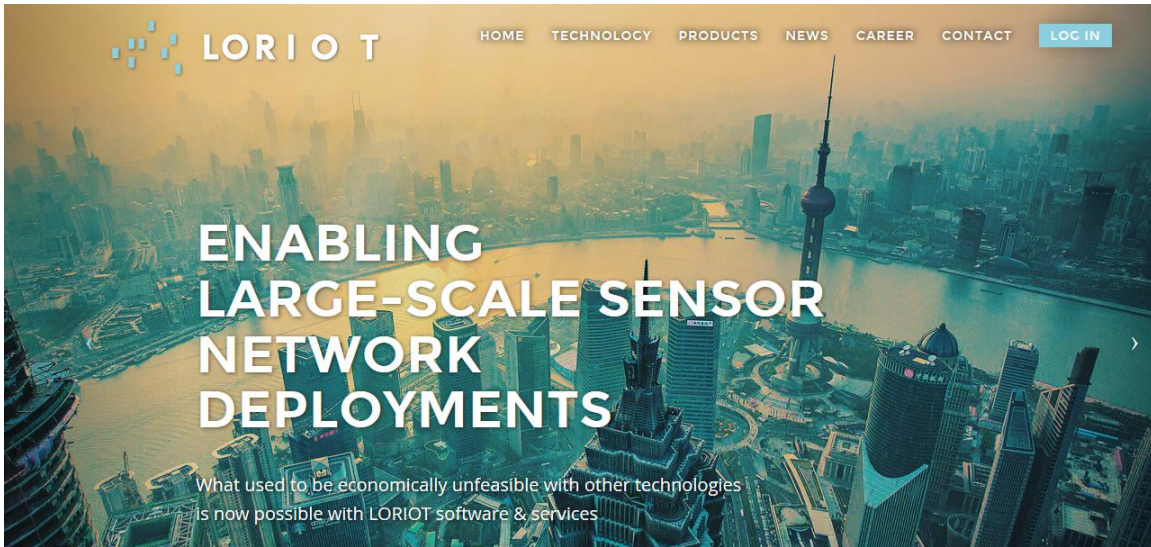 LORIOT
HOME TECHNOLOGY PRODUCTS NEWS CAREER CONTACT LOG IN
ENABLING
LARGE-SCALE SENSOR
NETWORK
DEPLOYMENTS
What used to be economically unfeasible with other technologies
is now possible with LORIOT software & services